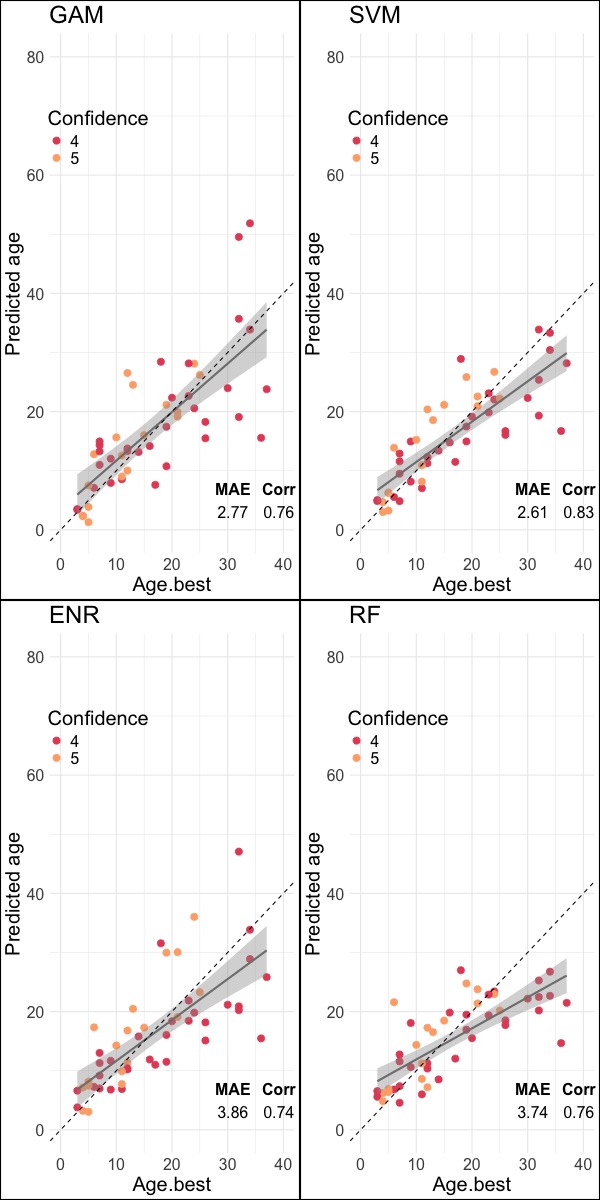 GAM
80
60
40
20
0
Predicted age
Confidence
4
5
MAE Corr
2.77 0.76
0 10 20 30 40
Age.best
SVM
80
60
40
20
0
Predicted age
Confidence
4
5
MAE Corr
2.61 0.83
0 10 20 30 40
Age.best
ENR
80
60
40
20
0
Predicted age
Confidence
4
5
MAE Corr
3.86 0.74
0 10 20 30 40
Age.best
RF
80
60
40
20
0
Predicted age
Confidence
4
5
MAE Corr
3.74 0.76
0 10 20 30 40
Age.best